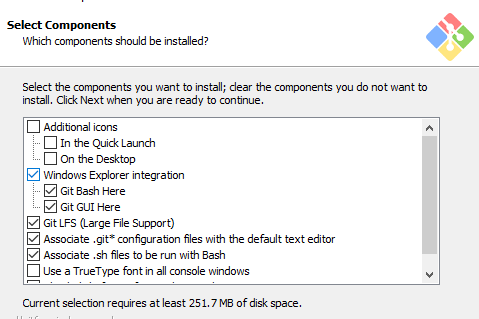 Select Components
Which components should be installed?
Select the components you want to install; clear the components you do not want to
install. Click Next when you are ready to continue.
Additional icons
In the Quick Launch
On the Desktop
Windows Explorer integration
Git Bash Here
Git GUI Here
Git LFS (Large File Support)
Associate .git* configuration files with the default text editor
Associate .sh files to be run with Bash
Use a TrueType font in all console windows
Current selection requires at least 251.7 MB of disk space.